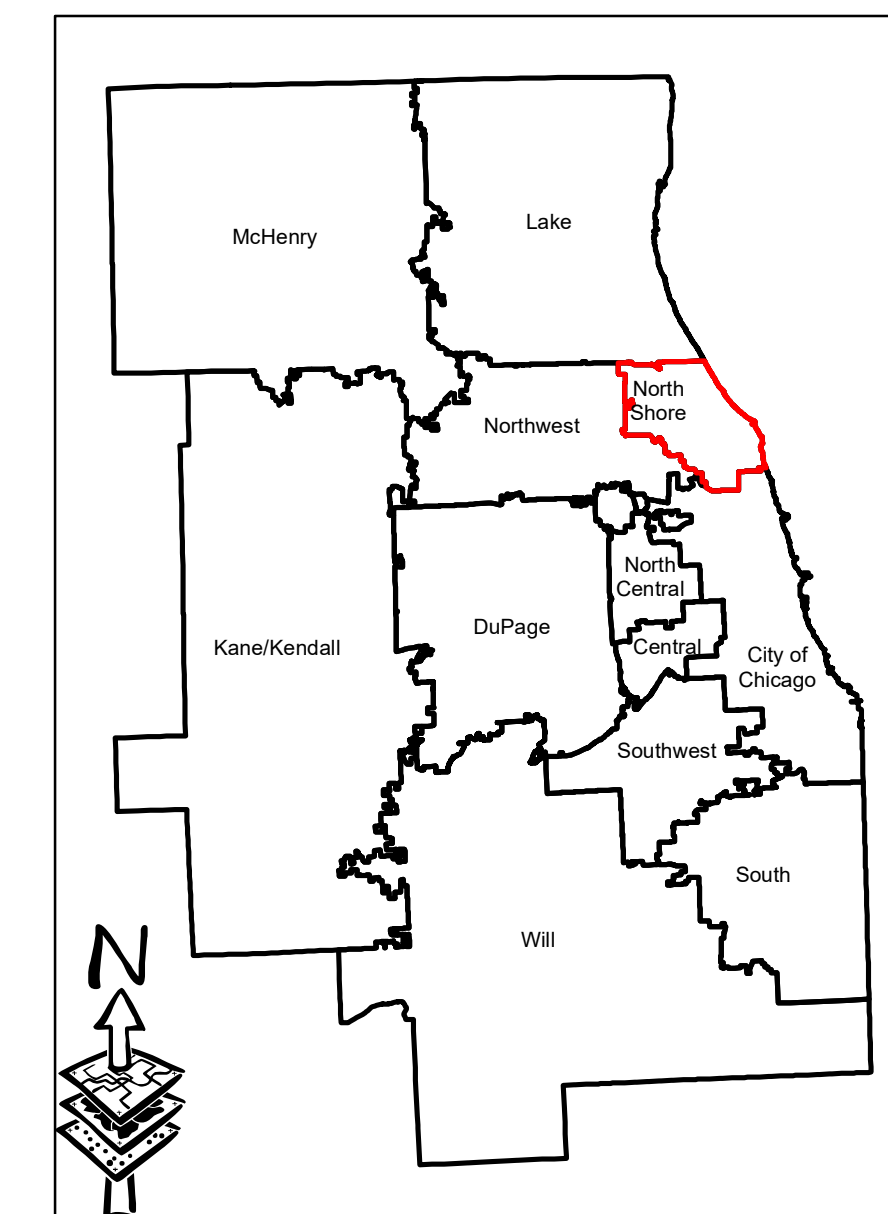 McHenry
Lake
North
Shore
Northwest
North
Central
DuPage
Central
Kane/Kendall
City of
Chicago
Southwest
South
Will
N